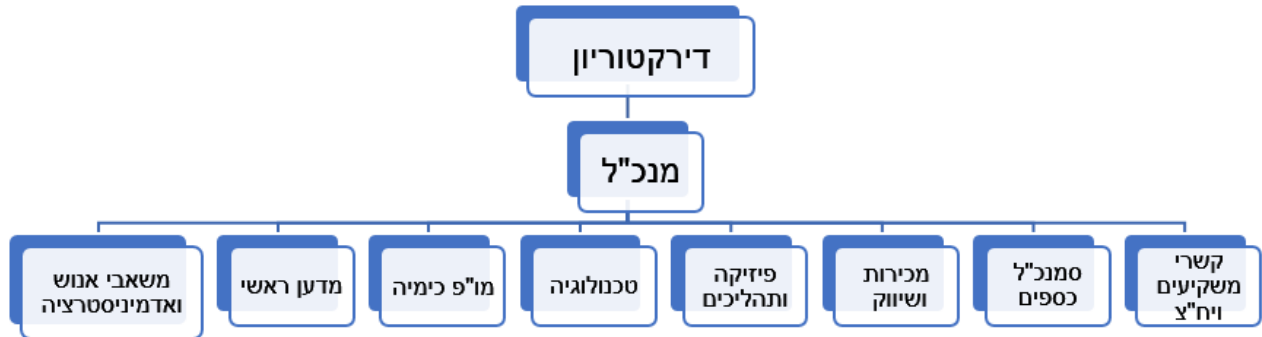 דירקטוריון
מנכ"ל
קשרי
משקיעים
ויח"צ
סמנכ"ל
כספים
מכירות
ושיווק
פיזיקה
ותהליכים
טכנולוגיה
מו"פ כימיה
מדען ראשי
משאבי אנוש
ואדמיניסטרציה